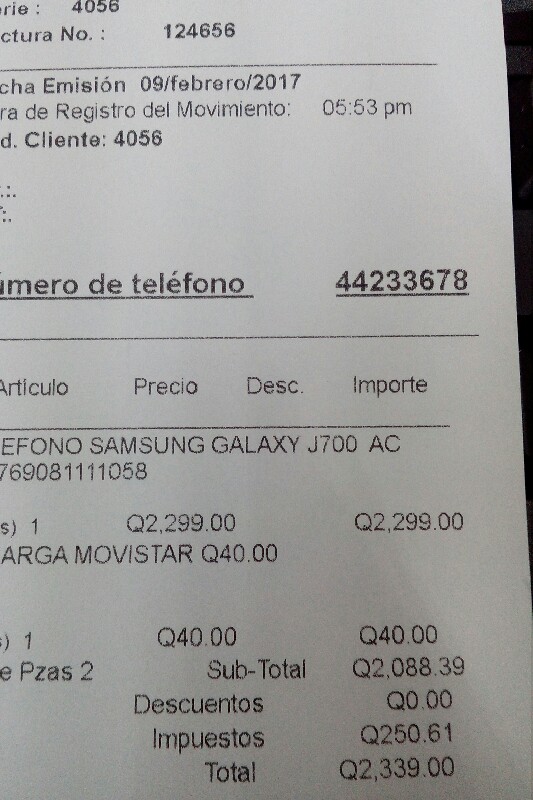 erie : 4056
ctura No. : 124656
cha Emisión 09/febrero/2017
ra de Registro del Movimiento: 05:53 pm
d. Cliente: 4056
úmero de teléfono 44233678
Artículo Precio Desc. Importe
EFONO SAMSUNG GALAXY J700 AC
769081111058
s) 1 Q2,299.00 Q2,299.00
ARGA MOVISTAR Q40.00
s) 1 Q40.00 Q40.00
e Pzas 2 Sub-Total Q2,088.39
Descuentos Q0.00
Impuestos Q250.61
Total Q2,339.00